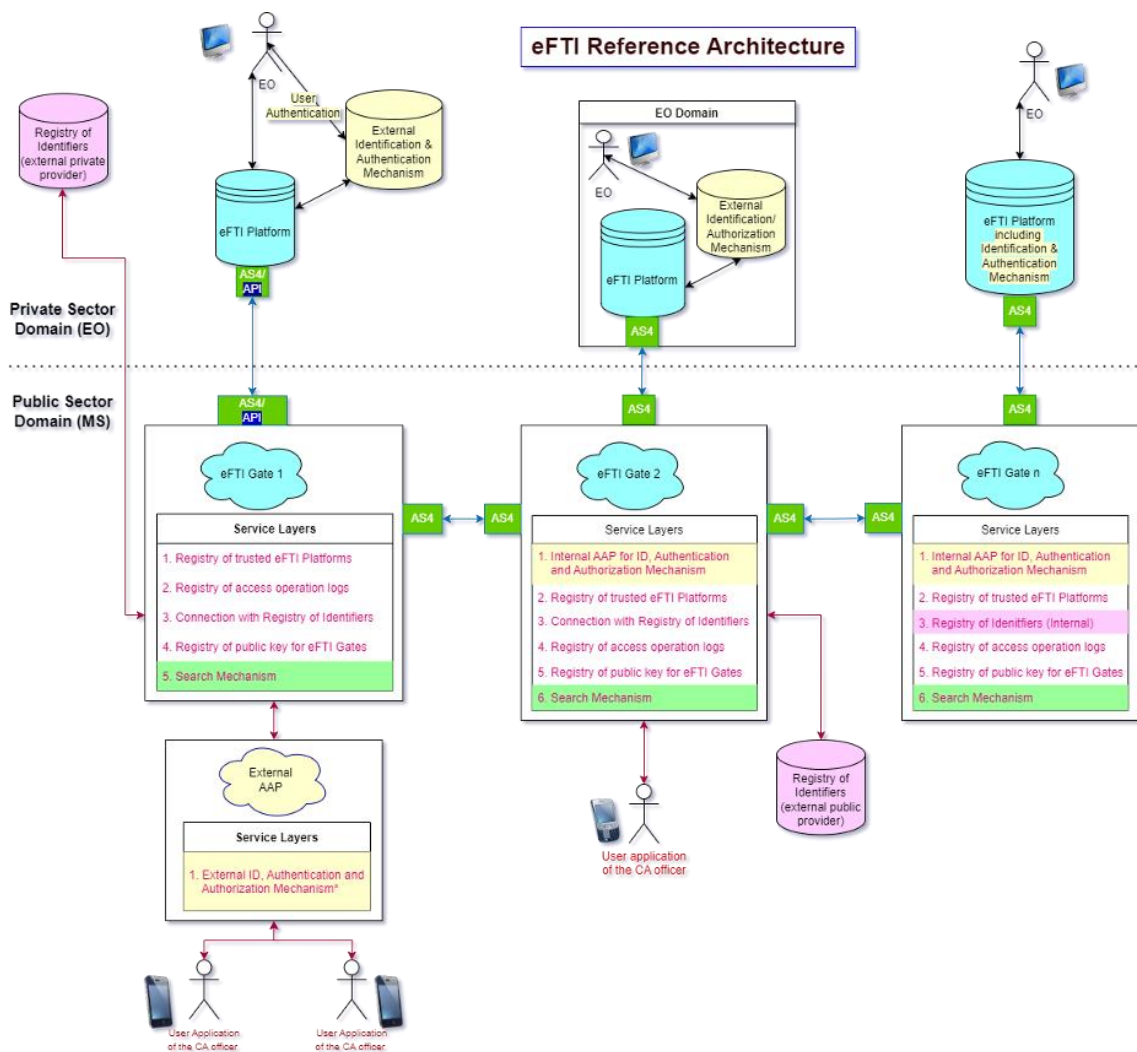 eFTI Reference Architecture
EO
User
Authentication
External
Identification &
Authentication
Mechanism
eFTI Platform
AS4/
API
Registry of
Identifiers
(external private
provider)
EO Domain
EO
External
Identification/
Authorization
Mechanism
eFTI Platform
AS4
EO
eFTI Platform
including
Identification &
Authentication
Mechanism
AS4
Private Sector
Domain (EO)
Public Sector
Domain (MS)
AS4/
API
eFTI Gate 1
Service Layers
1. Registry of trusted eFTI Platforms
2. Registry of access operation logs
3. Connection with Registry of Identifiers
4. Registry of public key for eFTI Gates
5. Search Mechanism
AS4
AS4
AS4
eFTI Gate 2
Service Layers
1. Internal AAP for ID, Authentication
and Authorization Mechanism
2. Registry of trusted eFTI Platforms
3. Connection with Registry of Identifiers
4. Registry of access operation logs
5. Registry of public key for eFTI Gates
6. Search Mechanism
AS4
AS4
AS4
eFTI Gate n
Service Layers
1. Internal AAP for ID, Authentication
and Authorization Mechanism
2. Registry of trusted eFTI Platforms
3. Registry of Idenitfiers (Internal)
4. Registry of access operation logs
5. Registry of public key for eFTI Gates
6. Search Mechanism
External
AAP
Service Layers
1. External ID, Authentication and
Authorization Mechanism*
User Application
of the CA officer
User Application
of the CA officer
User application
of the CA officer
Registry of
Identifiers
(external public
provider)